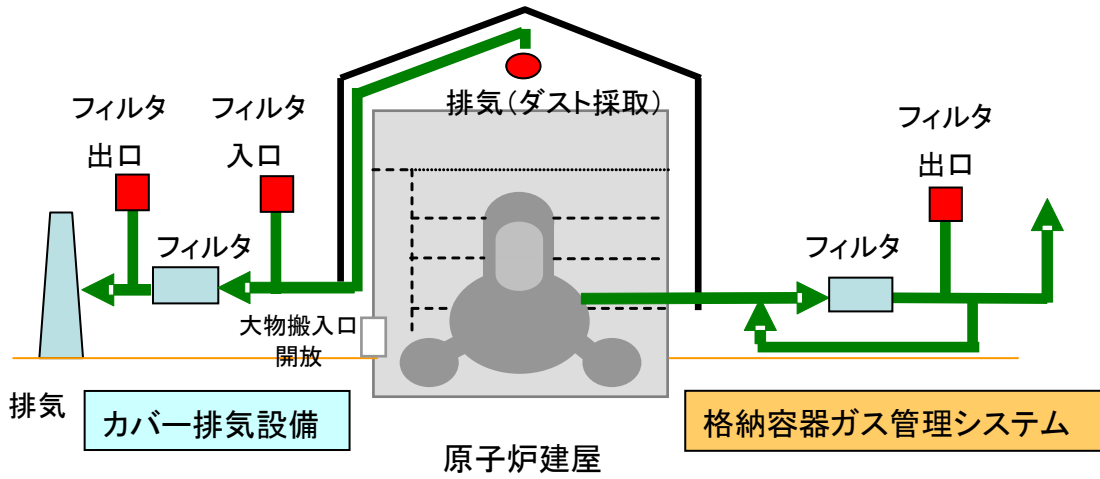 排気(ダスト採取)
フィルタ
出口
フィルタ
入口
フィルタ
フィルタ
出口
フィルタ
大物搬入口
開放
排気
カバー排気設備
原子炉建屋
格納容器ガス管理システム